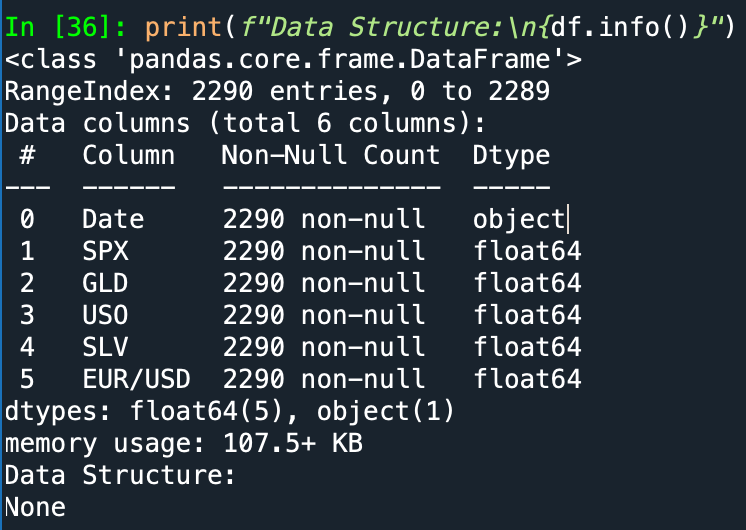 In [36]: print(f"Data Structure:\n{df.info()}")
<class 'pandas.core.frame.DataFrame'>
RangeIndex: 2290 entries, 0 to 2289
Data columns (total 6 columns):
 #   Column   Non-Null Count  Dtype
---  ------   --------------  -----
 0   Date     2290 non-null   object
 1   SPX      2290 non-null   float64
 2   GLD      2290 non-null   float64
 3   USO      2290 non-null   float64
 4   SLV      2290 non-null   float64
 5   EUR/USD  2290 non-null   float64
dtypes: float64(5), object(1)
memory usage: 107.5+ KB
Data Structure:
None